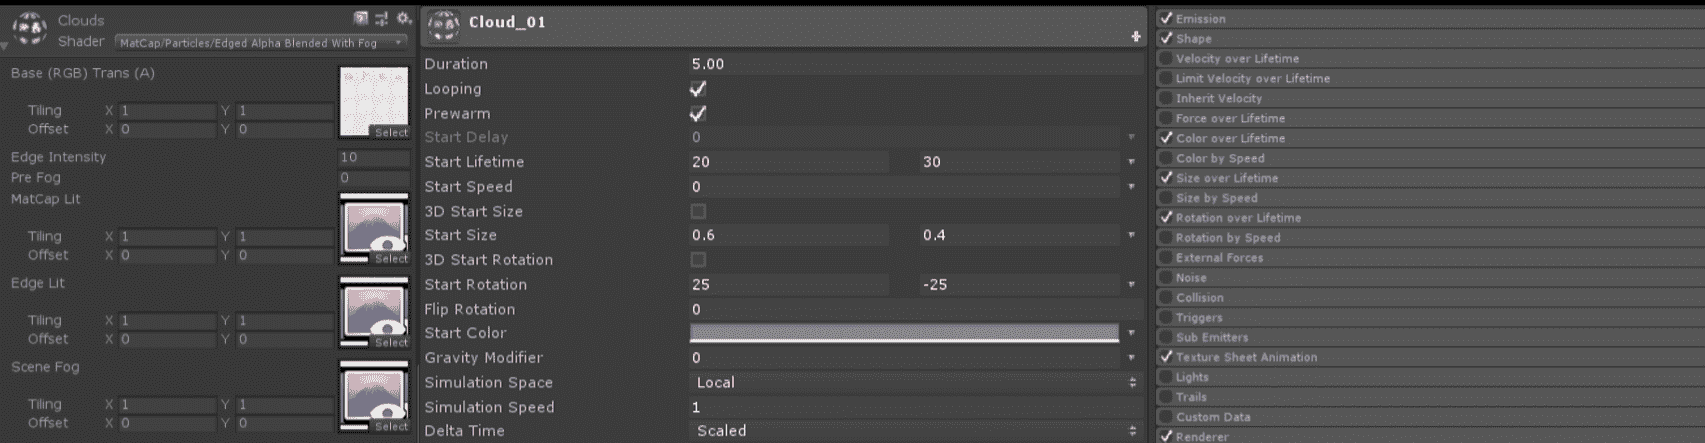 Clouds
Shader MatCap/Particles/Edged Alpha Blended With Fog
Base (RGB) Trans (A)
Tiling X 1 Y 1
Offset X 0 Y 0
Select
Edge Intensity 10
Pre Fog 0
MatCap Lit
Tiling X 1 Y 1
Offset X 0 Y 0
Select
Edge Lit
Tiling X 1 Y 1
Offset X 0 Y 0
Select
Scene Fog
Tiling X 1 Y 1
Offset X 0 Y 0
Select
Cloud_01
Duration 5.00
Looping
Prewarm
Start Delay 0
Start Lifetime 20 30
Start Speed 0
3D Start Size
Start Size 0.6 0.4
3D Start Rotation
Start Rotation 25 -25
Flip Rotation 0
Start Color
Gravity Modifier 0
Simulation Space Local
Simulation Speed 1
Delta Time Scaled
Emission
Shape
Velocity over Lifetime
Limit Velocity over Lifetime
Inherit Velocity
Force over Lifetime
Color over Lifetime
Color by Speed
Size over Lifetime
Size by Speed
Rotation over Lifetime
Rotation by Speed
External Forces
Noise
Collision
Triggers
Sub Emitters
Texture Sheet Animation
Lights
Trails
Custom Data
Renderer